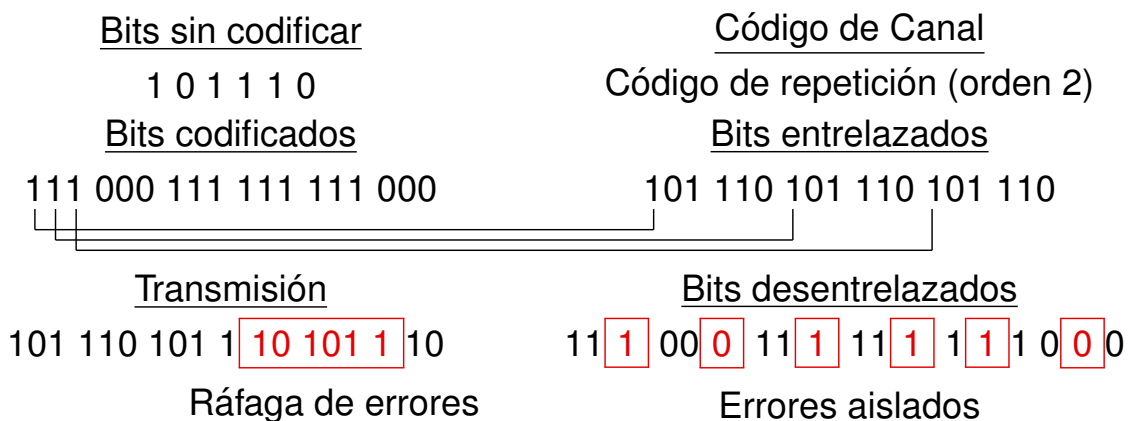 Bits sin codificar
1 0 1 1 1 0
Código de Canal
Código de repetición (orden 2)
Bits codificados
111 000 111 111 111 000
Bits entrelazados
101 110 101 110 101 110
Transmisión
101 110 101 1 10 101 1 10
Ráfaga de errores
Bits desentrelazados
11 1 00 0 11 1 11 1 1 1 1 0 0 0
Errores aislados